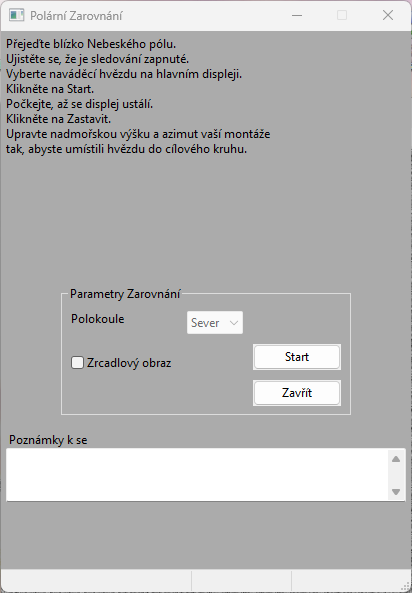 Polární Zarovnání
Přejeďte blízko Nebeského pólu.
Ujistěte se, že je sledování zapnuté.
Vyberte naváděcí hvězdu na hlavním displeji.
Klikněte na Start.
Počkejte, až se displej ustálí.
Klikněte na Zastavit.
Upravte nadmořskou výšku a azimut vaší montáže
tak, abyste umístili hvězdu do cílového kruhu.
Parametry Zarovnání
Polokoule
Sever
Zrcadlový obraz
Start
Zavřít
Poznámky k se